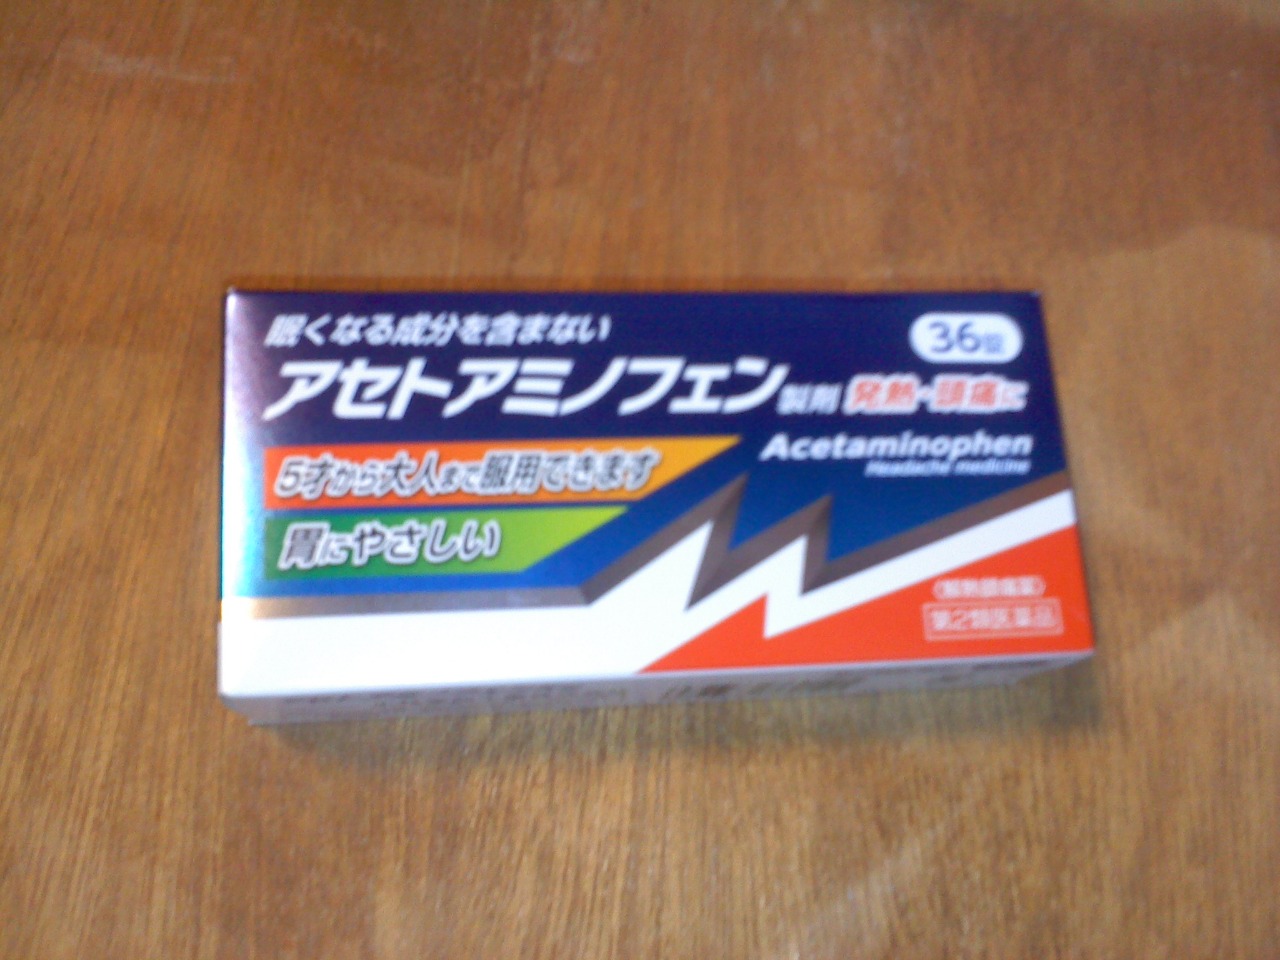 眠くなる成分を含まない
36錠
アセトアミノフェン製剤 発熱・頭痛に
Acetaminophen
Headache medicine
5才から大人まで服用できます
胃にやさしい
〈解熱頭痛薬〉
第2類医薬品